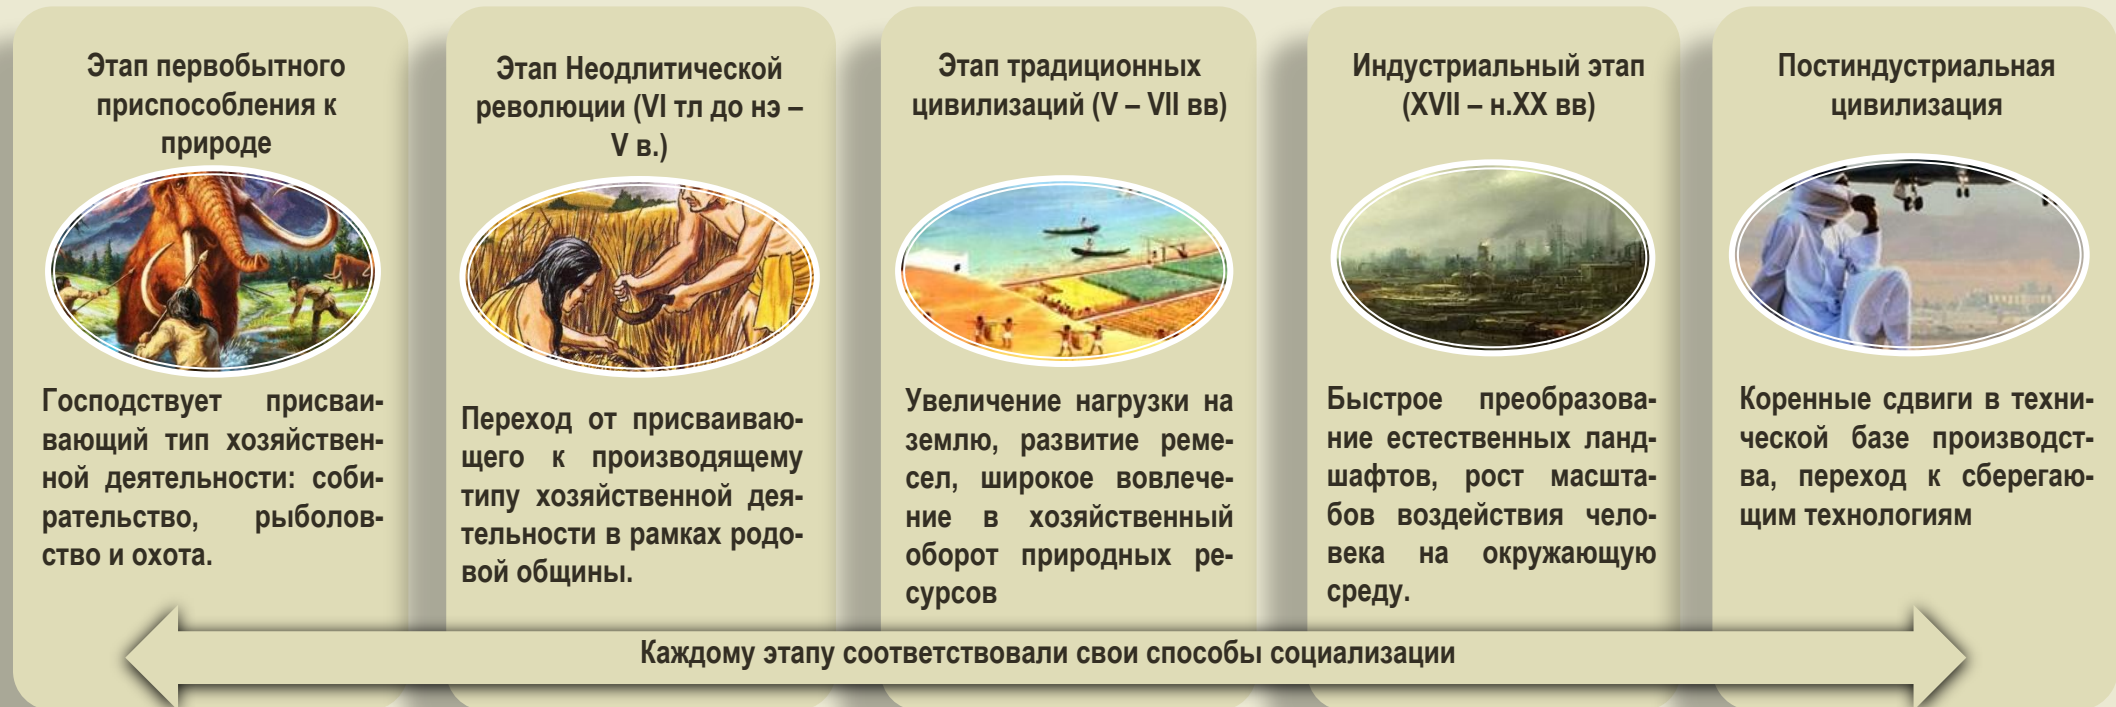 Этап первобытного
приспособления к
природе
Господствует присваи-
вающий тип хозяйствен-
ной деятельности: соби-
рательство, рыболов-
ство и охота.
Этап Неодлитической
революции (VI тл до нэ –
V в.)
Переход от присваиваю-
щего к производящему
типу хозяйственной дея-
тельности в рамках родо-
вой общины.
Этап традиционных
цивилизаций (V – VII вв)
Увеличение нагрузки на
землю, развитие реме-
сел, широкое вовлече-
ние в хозяйственный
оборот природных ре-
сурсов
Индустриальный этап
(XVII – н.XX вв)
Быстрое преобразова-
ние естественных ланд-
шафтов, рост масшта-
бов воздействия чело-
века на окружающую
среду.
Постиндустриальная
цивилизация
Коренные сдвиги в техни-
ческой базе производст-
ва, переход к сберегаю-
щим технологиям
Каждому этапу соответствовали свои способы социализации